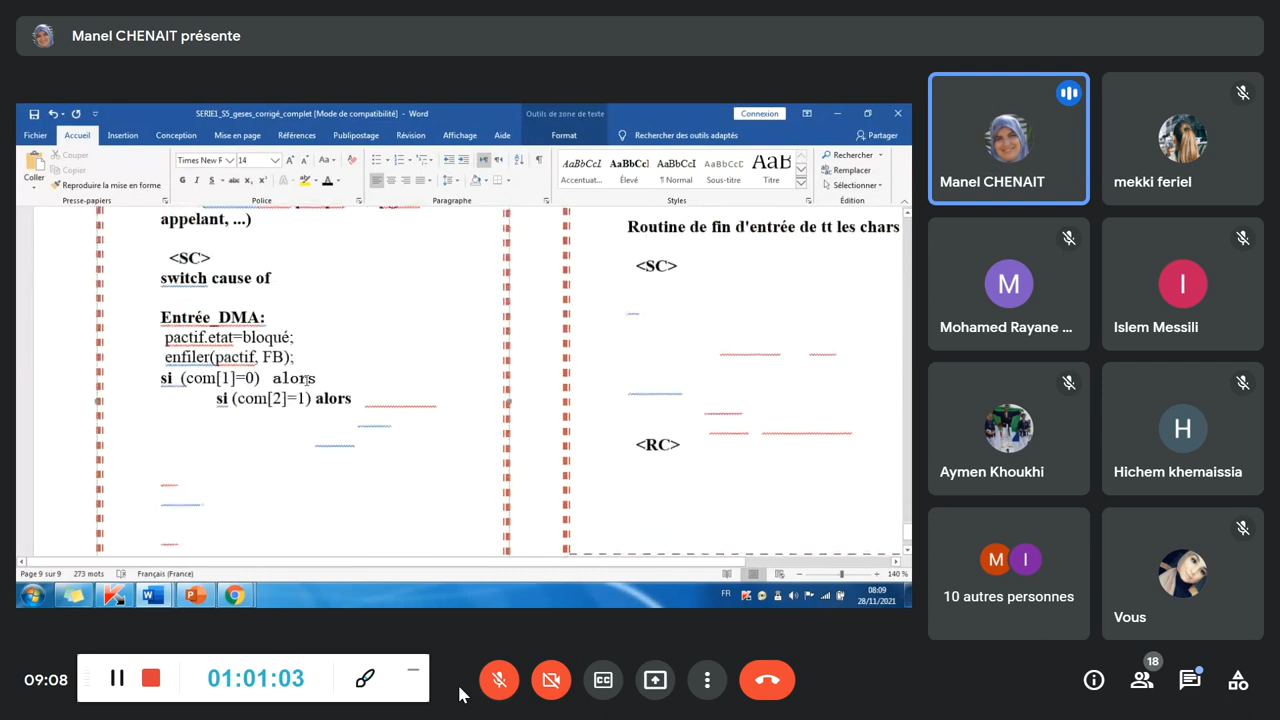 Manel CHENAIT présente
SERIE1_S5_geses_corrigé_complet [Mode de compatibilité] - Word
Outils de zone de texte
Connexion
Fichier Accueil Insertion Conception Mise en page Références Publipostage Révision Affichage Aide Format Rechercher des outils adaptés Partager
Coller
Couper
Copier
Reproduire la mise en forme
Presse-papiers
Times New F 14
Police
Paragraphe
AaBbCcI Accentuat...
AaBbCc Élevé
AaBbCcI ¶ Normal
AaBbCcI Sous-titre
AaB Titre
Styles
Rechercher
Remplacer
Sélectionner
Édition
appelant, ...)
<SC>
switch cause of
Entrée_DMA:
pactif.etat=bloqué;
enfiler(pactif, FB);
si (com[1]=0) alors
si (com[2]=1) alors
Routine de fin d'entrée de tt les chars
<SC>
<RC>
Page 9 sur 9 273 mots Français (France)
140 %
FR
08:09
28/11/2021
Manel CHENAIT
mekki feriel
M
Mohamed Rayane ...
I
Islem Messili
Aymen Khoukhi
H
Hichem khemaissia
M I
10 autres personnes
Vous
09:08
01:01:03
18